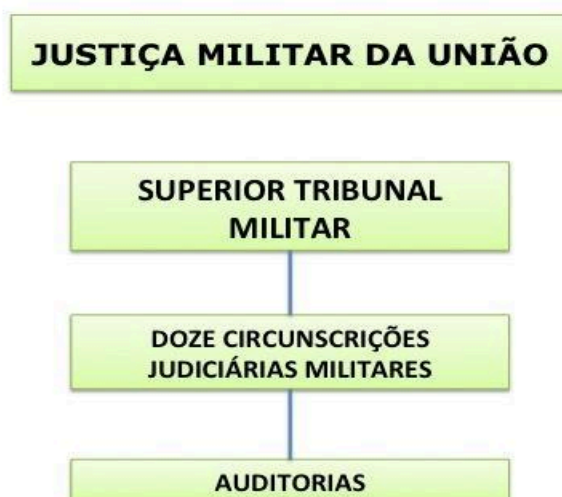 JUSTIÇA MILITAR DA UNIÃO
SUPERIOR TRIBUNAL
MILITAR
DOZE CIRCUNSCRIÇÕES
JUDICIÁRIAS MILITARES
AUDITORIAS